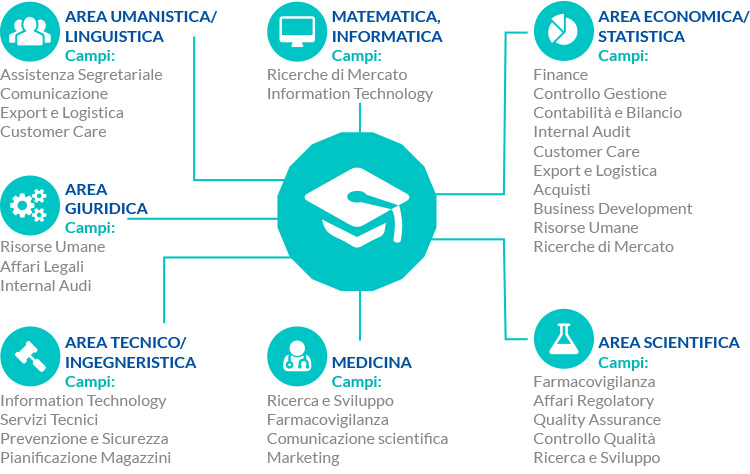 AREA UMANISTICA/
LINGUISTICA
Campi:
Assistenza Segretariale
Comunicazione
Export e Logistica
Customer Care
MATEMATICA,
INFORMATICA
Campi:
Ricerche di Mercato
Information Technology
AREA ECONOMICA/
STATISTICA
Campi:
Finance
Controllo Gestione
Contabilità e Bilancio
Internal Audit
Customer Care
Export e Logistica
Acquisti
Business Development
Risorse Umane
Ricerche di Mercato
AREA
GIURIDICA
Campi:
Risorse Umane
Affari Legali
Internal Audi
AREA TECNICO/
INGEGNERISTICA
Campi:
Information Technology
Servizi Tecnici
Prevenzione e Sicurezza
Pianificazione Magazzini
MEDICINA
Campi:
Ricerca e Sviluppo
Farmacovigilanza
Comunicazione scientifica
Marketing
AREA SCIENTIFICA
Campi:
Farmacovigilanza
Affari Regolatory
Quality Assurance
Controllo Qualità
Ricerca e Sviluppo